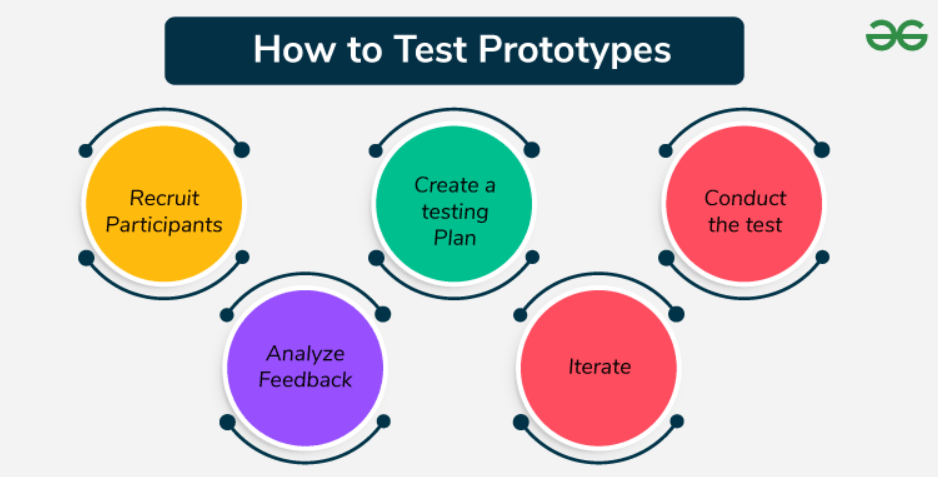 How to Test Prototypes
Recruit
Participants
Create a
testing
Plan
Conduct
the test
Analyze
Feedback
Iterate